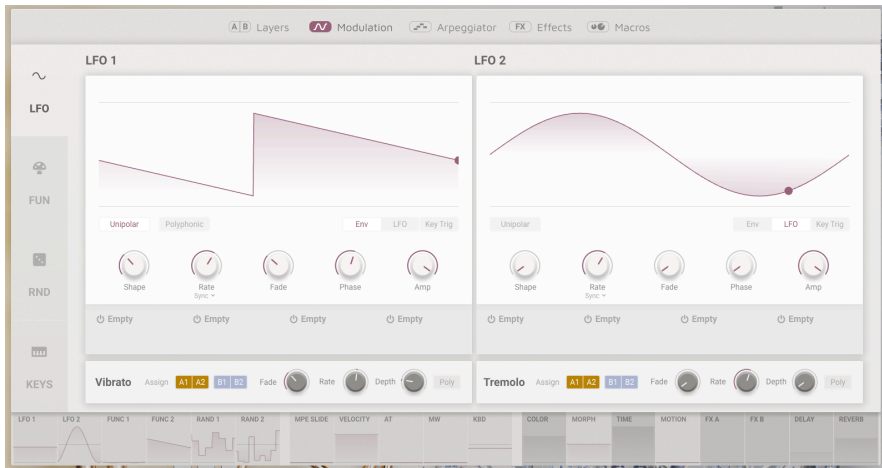 A B Layers Modulation Arpeggiator FX Effects Macros
LFO 1 LFO 2
LFO
FUN
RND
KEYS
Unipolar Polyphonic Env LFO Key Trig
Unipolar Env LFO Key Trig
Shape Rate Fade Phase Amp
Sync
Shape Rate Fade Phase Amp
Sync
Empty Empty Empty Empty
Empty Empty Empty Empty
Vibrato Assign A1 A2 B1 B2 Fade Rate Depth Poly
Tremolo Assign A1 A2 B1 B2 Fade Rate Depth Poly
LFO 1 LFO 2 FUNC 1 FUNC 2 RAND 1 RAND 2 MPE SLIDE VELOCITY AT MW KBD COLOR MORPH TIME MOTION FX A FX B DELAY REVERB